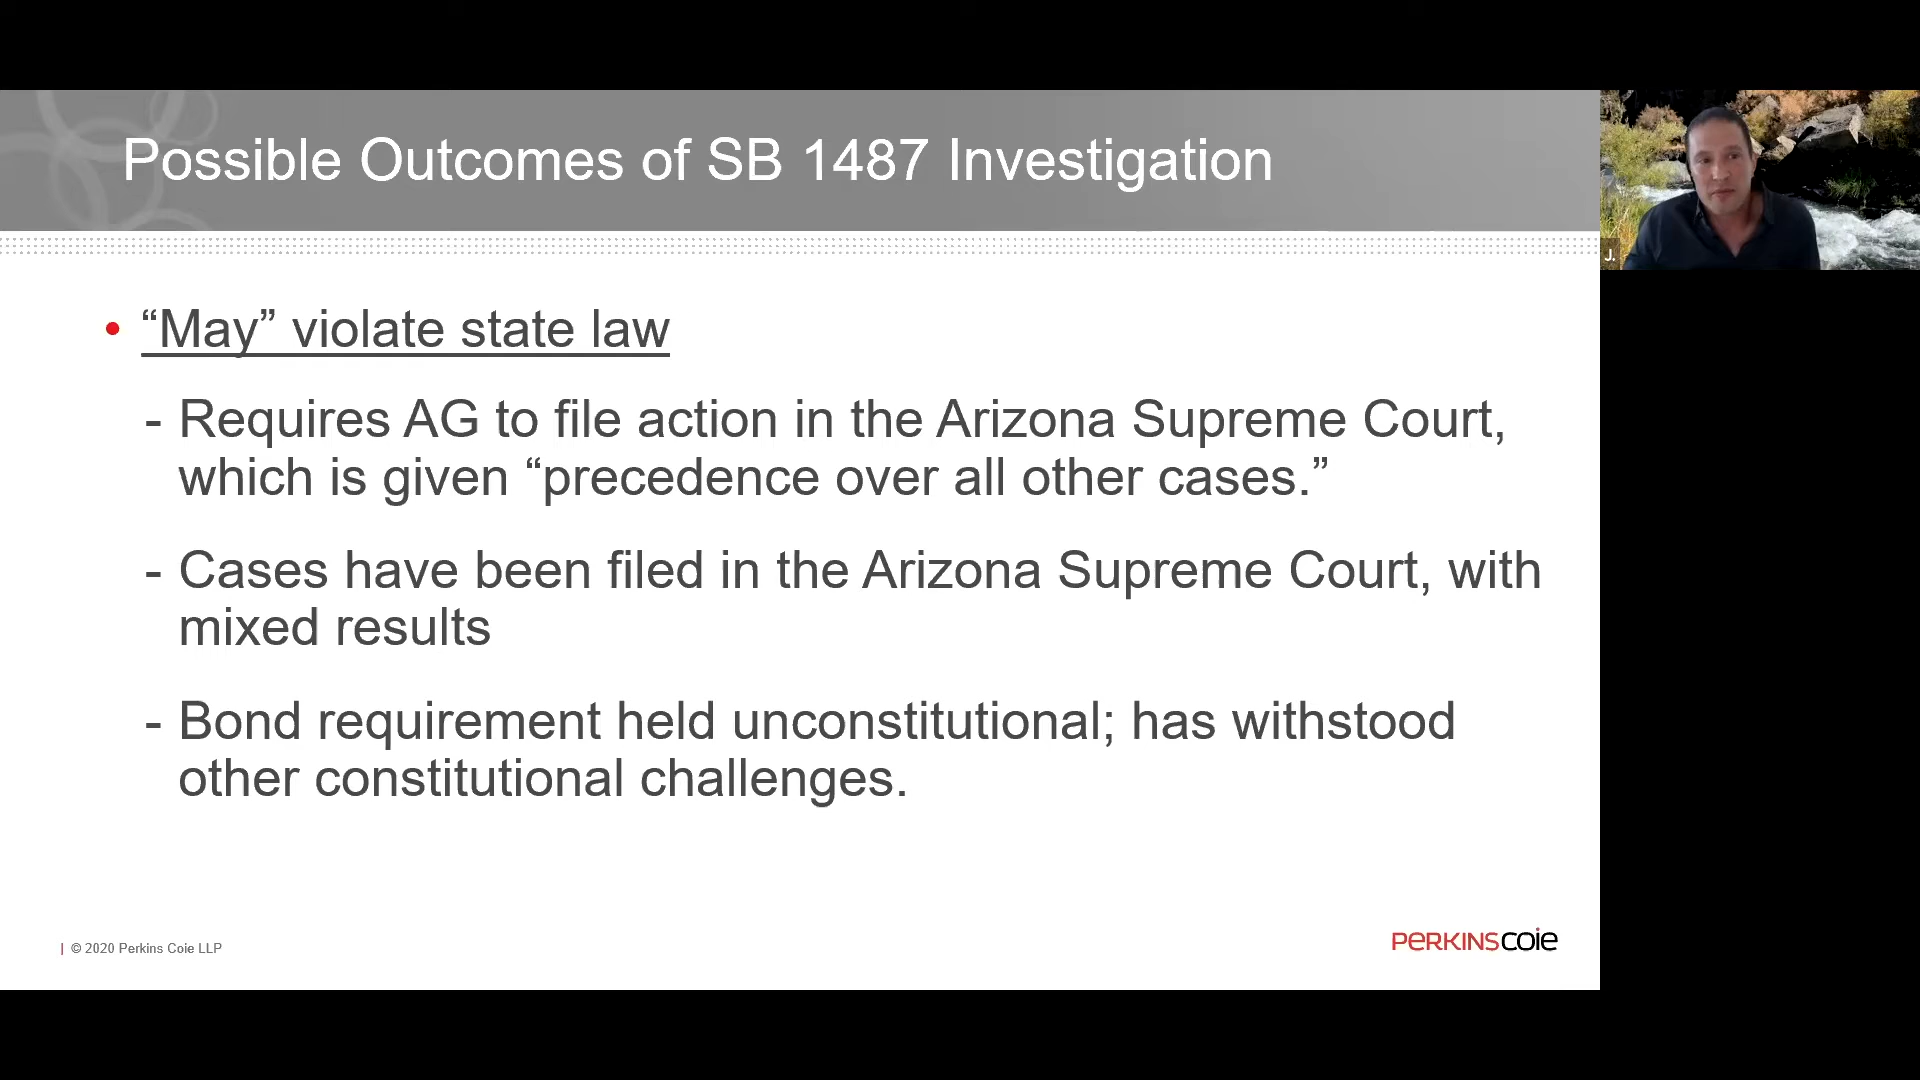 Possible Outcomes of SB 1487 Investigation
J.
• “May” violate state law
- Requires AG to file action in the Arizona Supreme Court,
which is given “precedence over all other cases.”
- Cases have been filed in the Arizona Supreme Court, with
mixed results
- Bond requirement held unconstitutional; has withstood
other constitutional challenges.
| © 2020 Perkins Coie LLP
PERKINSCOIE